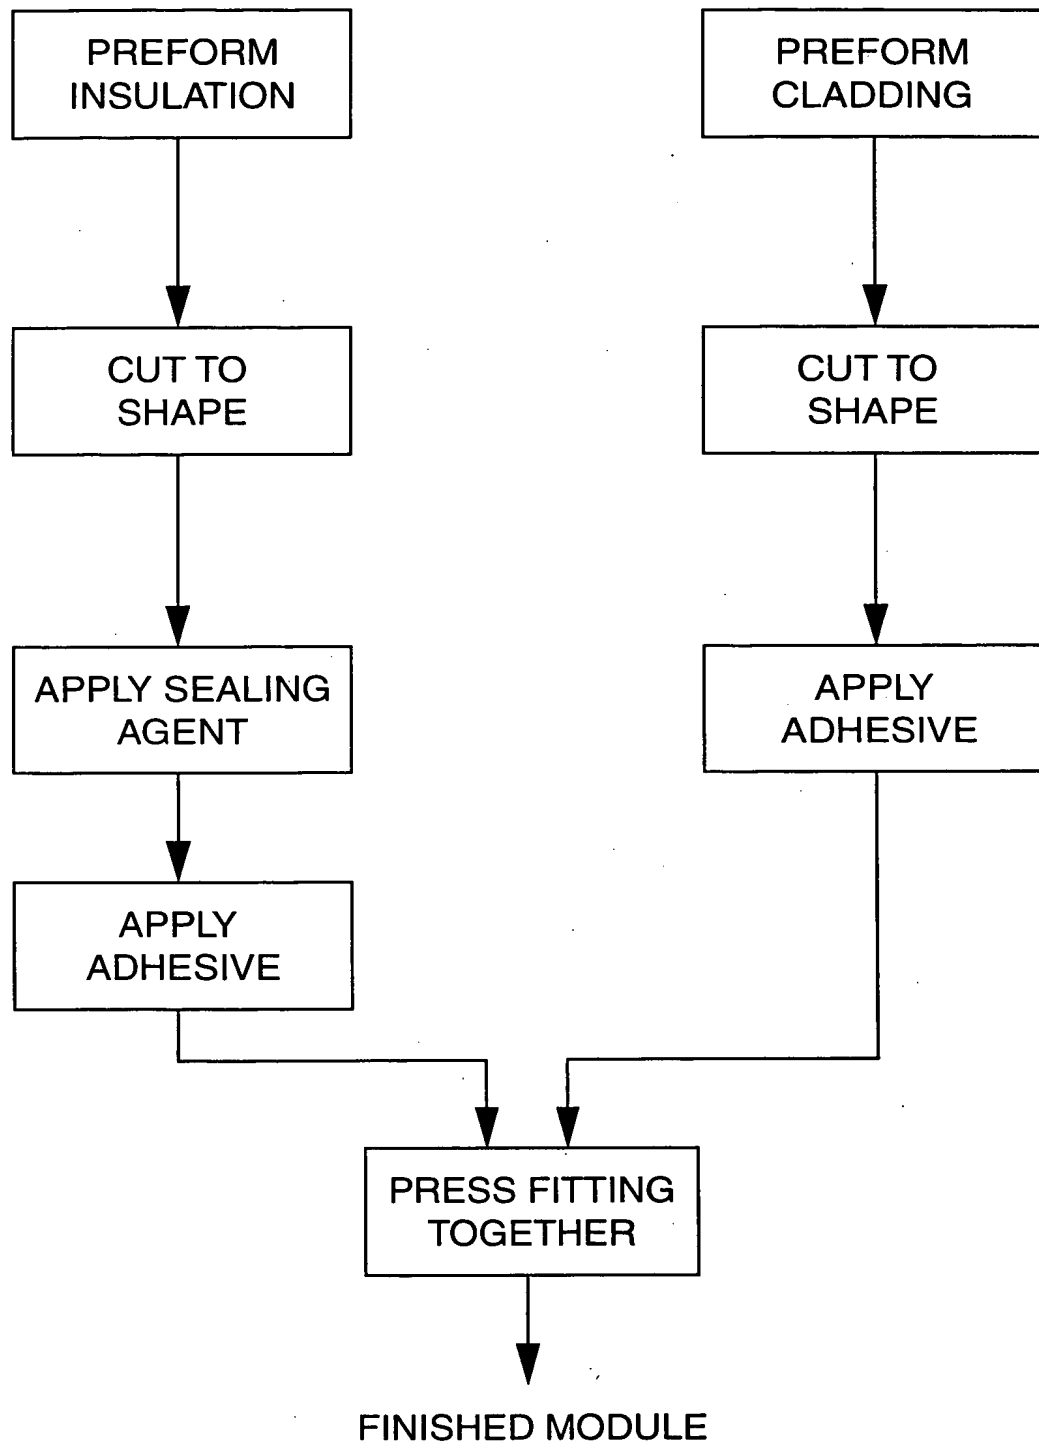 PREFORM
INSULATION
PREFORM
CLADDING
CUT TO
SHAPE
CUT TO
SHAPE
APPLY SEALING
AGENT
APPLY
ADHESIVE
APPLY
ADHESIVE
PRESS FITTING
TOGETHER
FINISHED MODULE